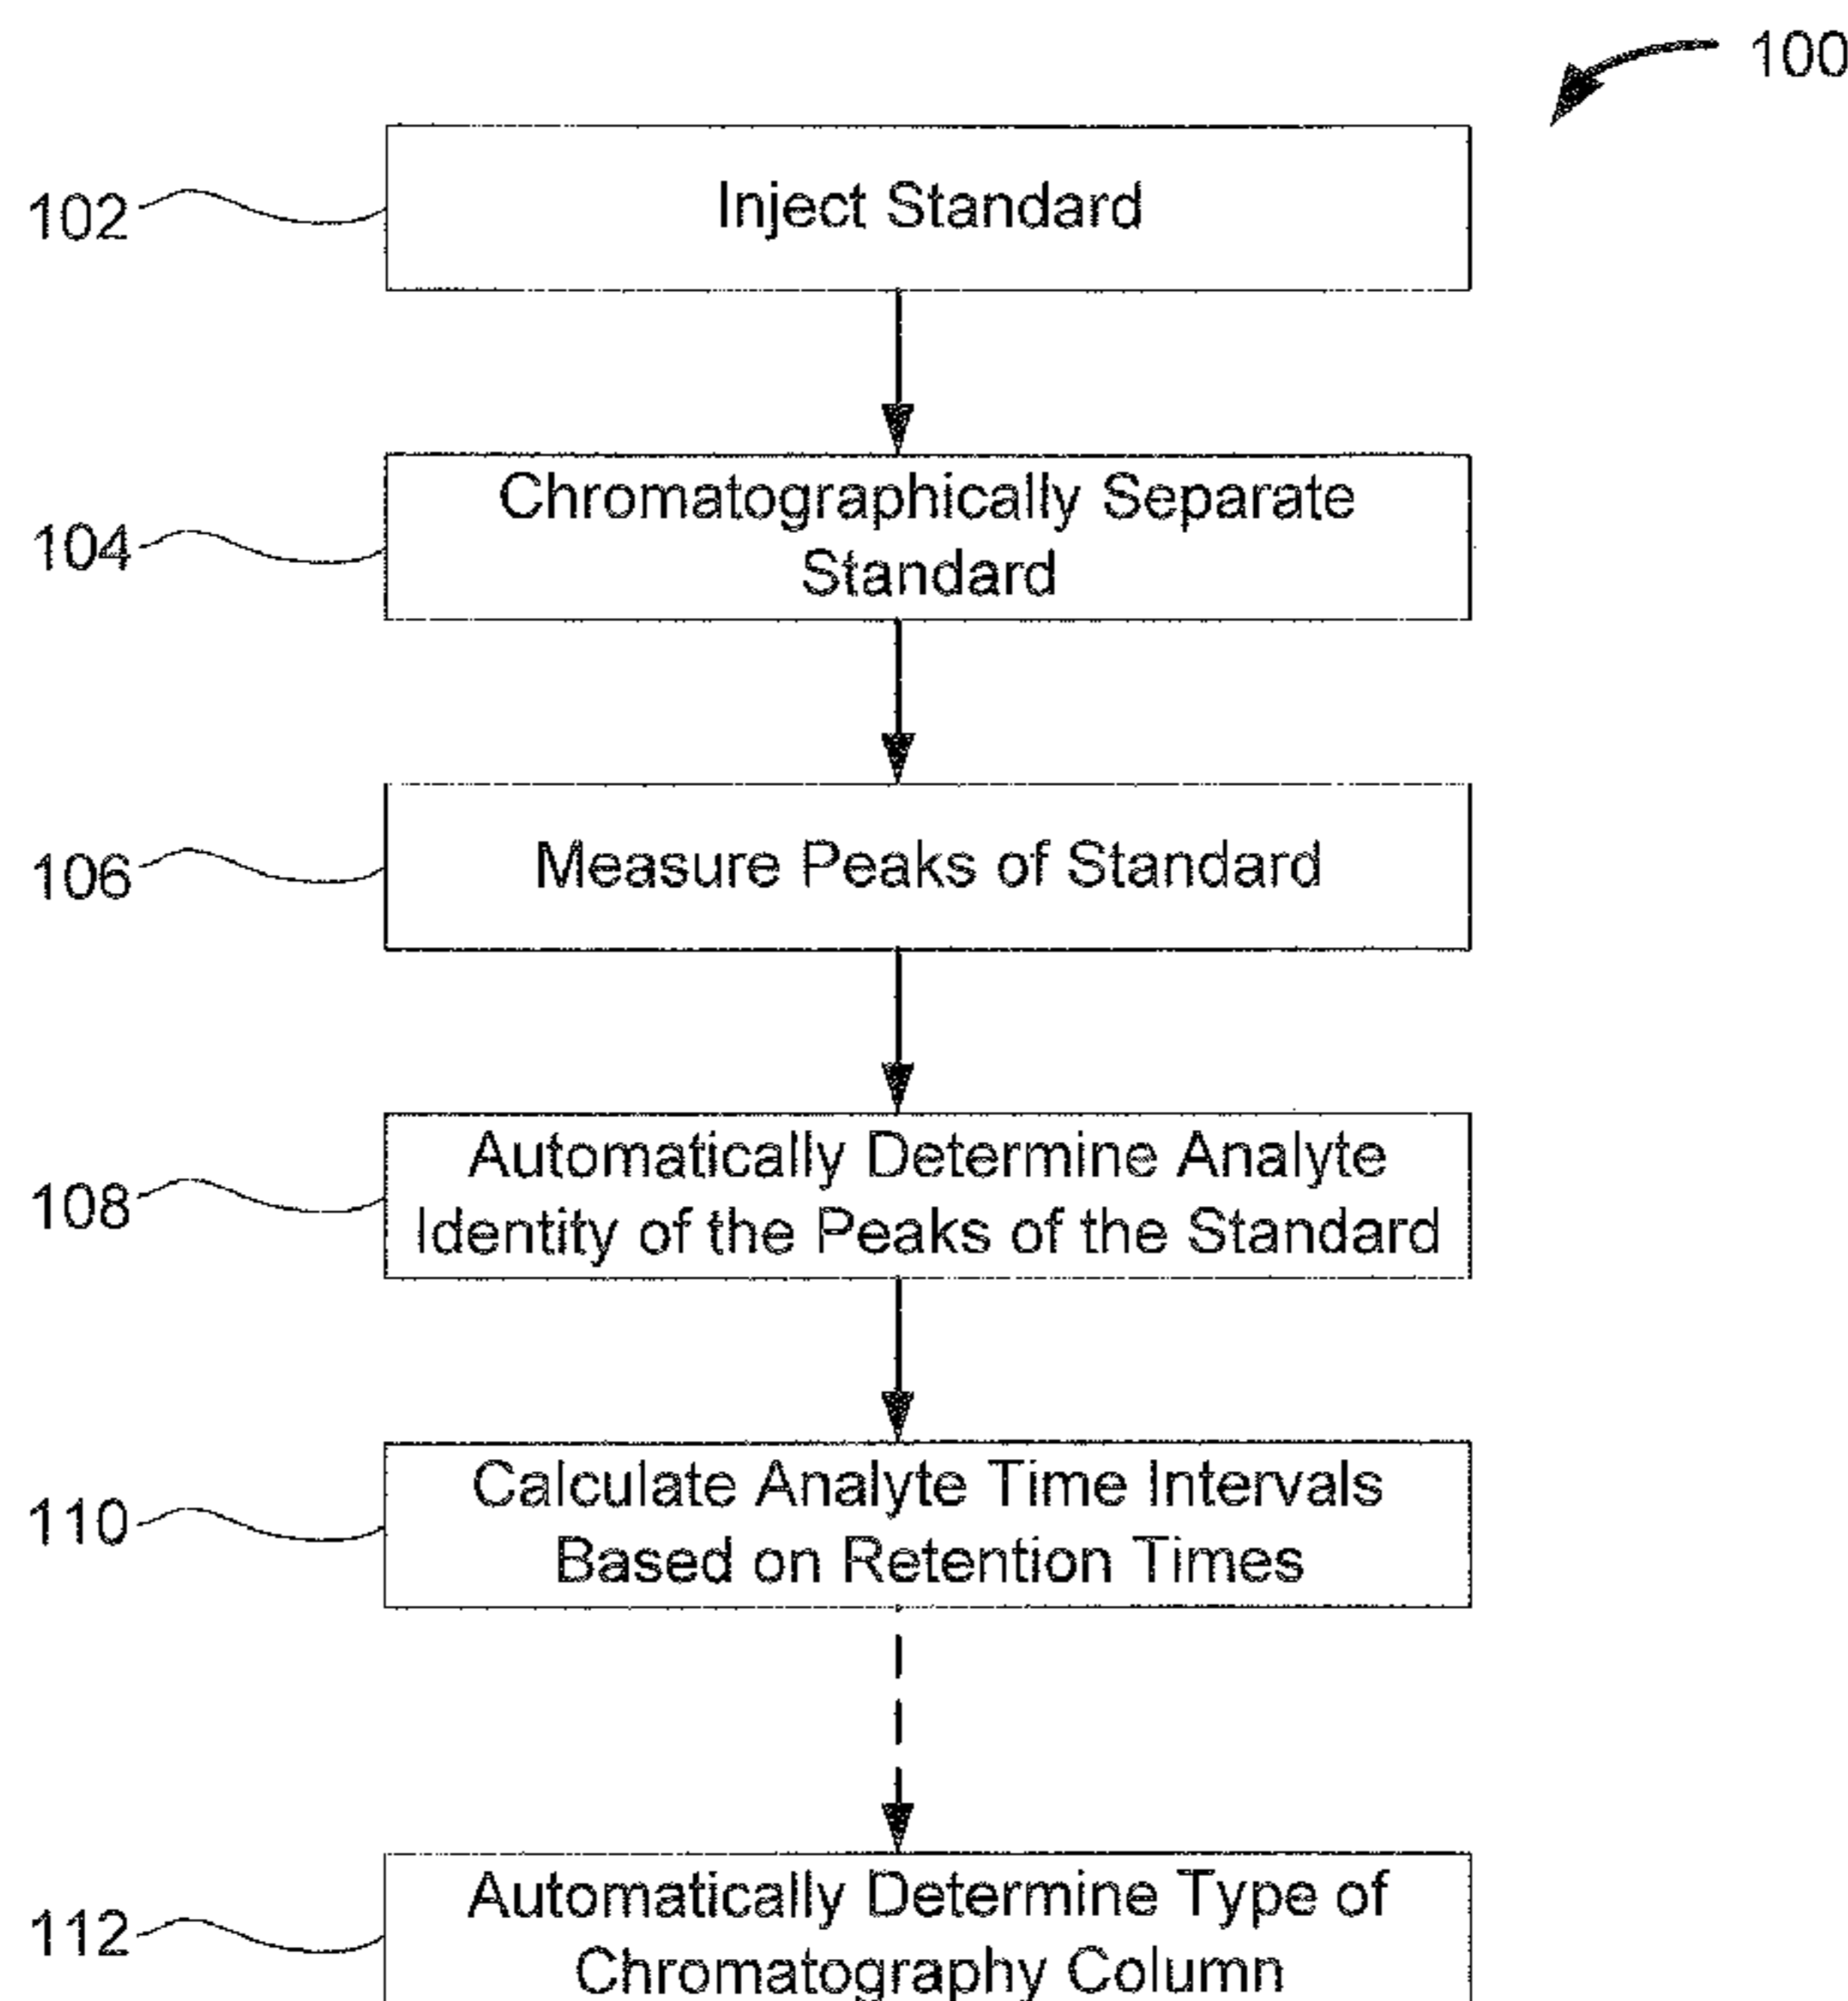 100
102
Inject Standard
104
Chromatographically Separate
Standard
106
Measure Peaks of Standard
108
Automatically Determine Analyte
Identity of the Peaks of the Standard
110
Calculate Analyte Time Intervals
Based on Retention Times
112
Automatically Determine Type of
Chromatography Column